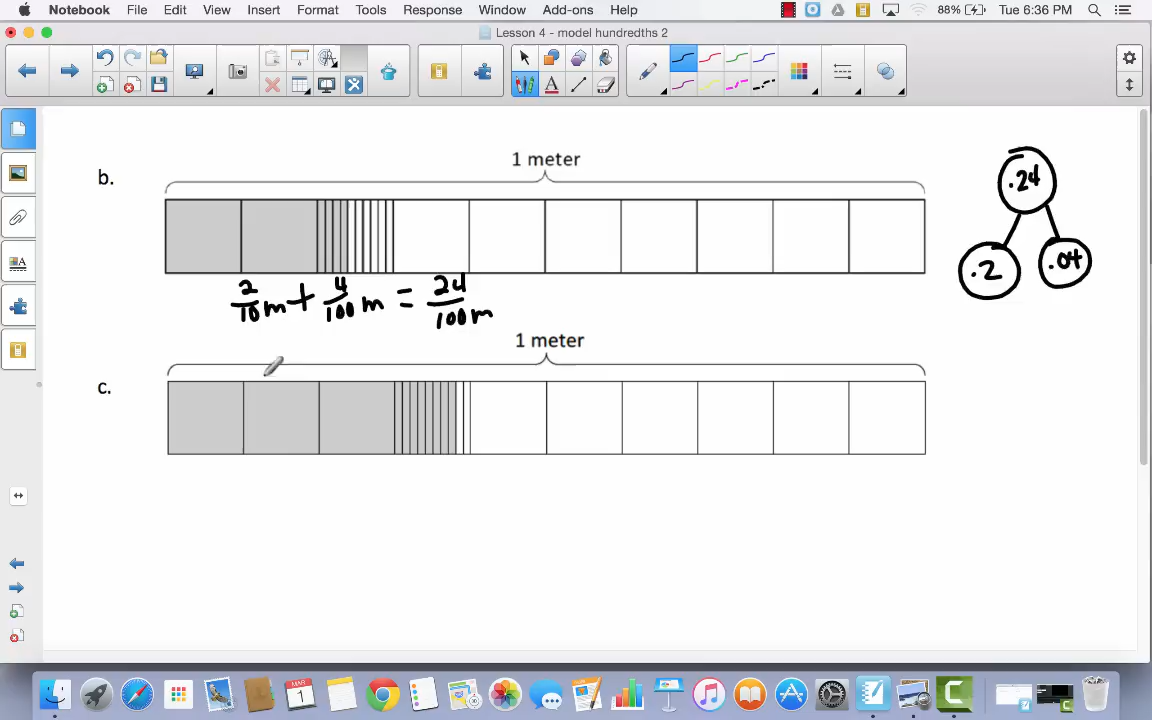 Notebook File Edit View Insert Format Tools Response Window Add-ons Help 88% Tue 6:36 PM
Lesson 4 - model hundredths 2
1 meter
b.
.24
.2 .04
2/10 m + 4/100 m = 24/100 m
1 meter
c.